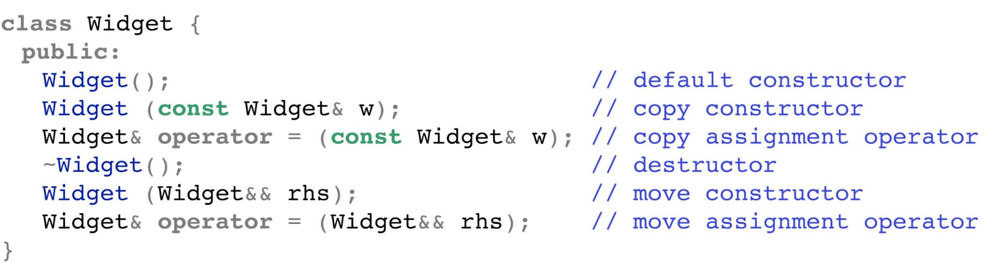 class Widget {
 public:
   Widget();                              // default constructor
   Widget (const Widget& w);              // copy constructor
   Widget& operator = (const Widget& w); // copy assignment operator
   ~Widget();                             // destructor
   Widget (Widget&& rhs);                 // move constructor
   Widget& operator = (Widget&& rhs);    // move assignment operator
}